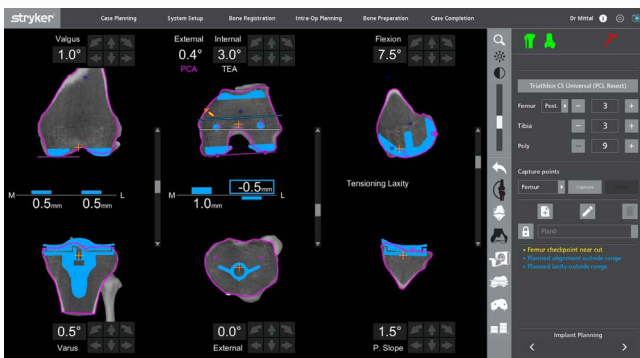 stryker
Case Planning System Setup Bone Registration Intra-Op Planning Bone Preparation Case Completion
Dr Mittal
Valgus
1.0°
External Internal
0.4° 3.0°
PCA TEA
Flexion
7.5°
M L
0.5mm 0.5mm
M L
1.0mm -0.5mm
Tensioning Laxity
0.5°
Varus
0.0°
External
1.5°
P. Slope
Triathlon CS Universal (PCL Resect)
Femur Post. − 3 +
Tibia − 3 +
Poly − 9 +
Capture points
Femur Capture
Plan0
• Femur checkpoint near cut
• Planned alignment outside range
• Planned laxity outside range
Implant Planning
< >